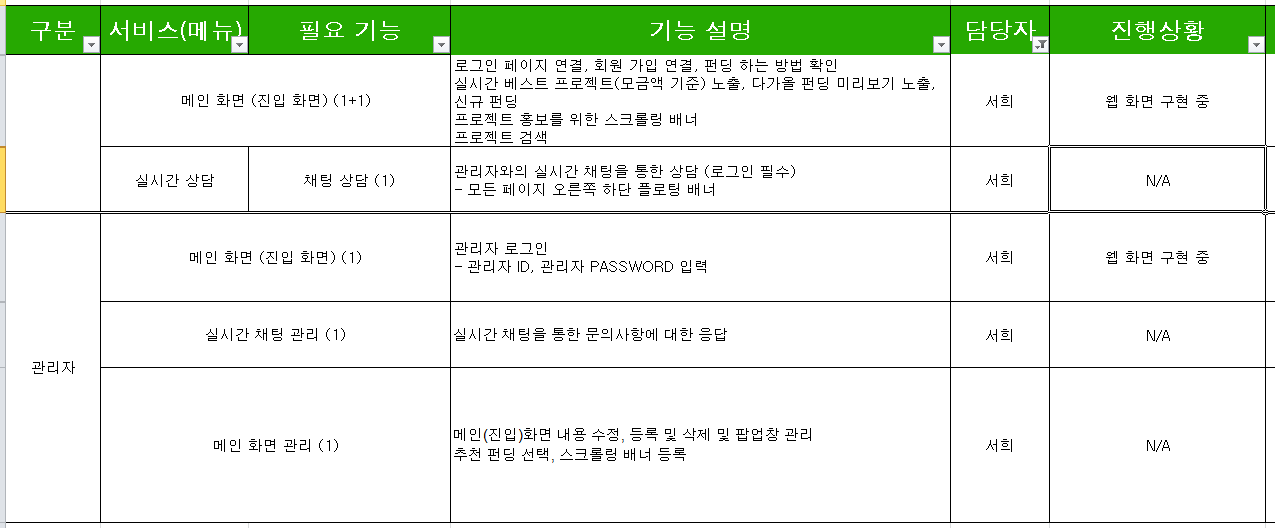 구분 서비스(메뉴) 필요 기능 기능 설명 담당자 진행상황
메인 화면 (진입 화면) (1+1)
로그인 페이지 연결, 회원 가입 연결, 펀딩 하는 방법 확인
실시간 베스트 프로젝트(모금액 기준) 노출, 다가올 펀딩 미리보기 노출,
신규 펀딩
프로젝트 홍보를 위한 스크롤링 배너
프로젝트 검색
서희
웹 화면 구현 중
실시간 상담
채팅 상담 (1)
관리자와의 실시간 채팅을 통한 상담 (로그인 필수)
- 모든 페이지 오른쪽 하단 플로팅 배너
서희
N/A
관리자
메인 화면 (진입 화면) (1)
관리자 로그인
- 관리자 ID, 관리자 PASSWORD 입력
서희
웹 화면 구현 중
실시간 채팅 관리 (1)
실시간 채팅을 통한 문의사항에 대한 응답
서희
N/A
메인 화면 관리 (1)
메인(진입)화면 내용 수정, 등록 및 삭제 및 팝업창 관리
추천 펀딩 선택, 스크롤링 배너 등록
서희
N/A